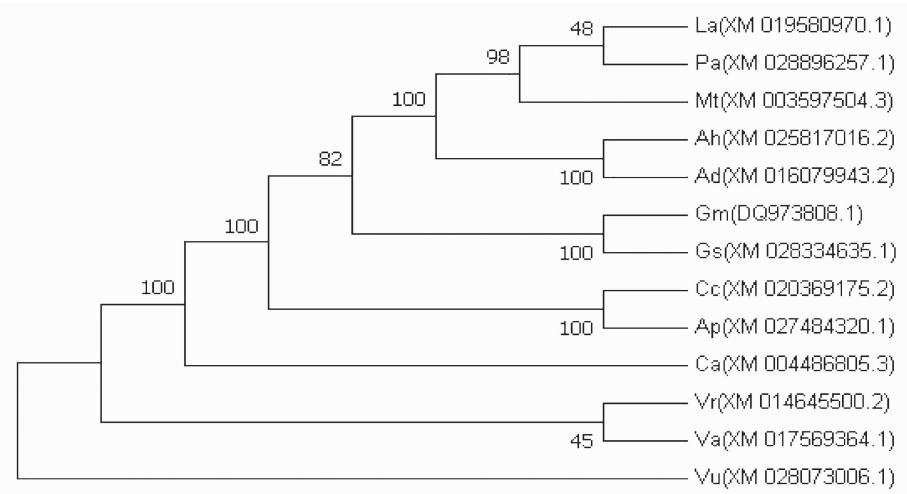 48
La(XM 019580970.1)
98
Pa(XM 028896257.1)
100
Mt(XM 003597504.3)
Ah(XM 025817016.2)
82
100
Ad(XM 016079943.2)
Gm(DQ973808.1)
100
100
Gs(XM 028334635.1)
100
Cc(XM 020369175.2)
100
Ap(XM 027484320.1)
Ca(XM 004486805.3)
Vr(XM 014645500.2)
45
Va(XM 017569364.1)
Vu(XM 028073006.1)